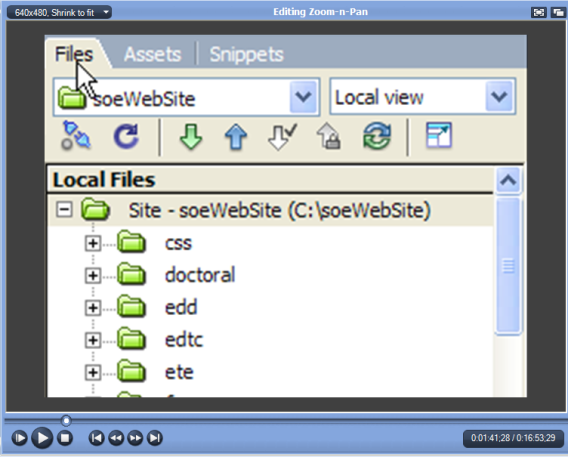 640x480, Shrink to fit Editing Zoom-n-Pan
Files Assets Snippets
soeWebSite Local view
Local Files
Site - soeWebSite (C:\soeWebSite)
css
doctoral
edd
edtc
ete
0:01:41;28 / 0:16:53;29